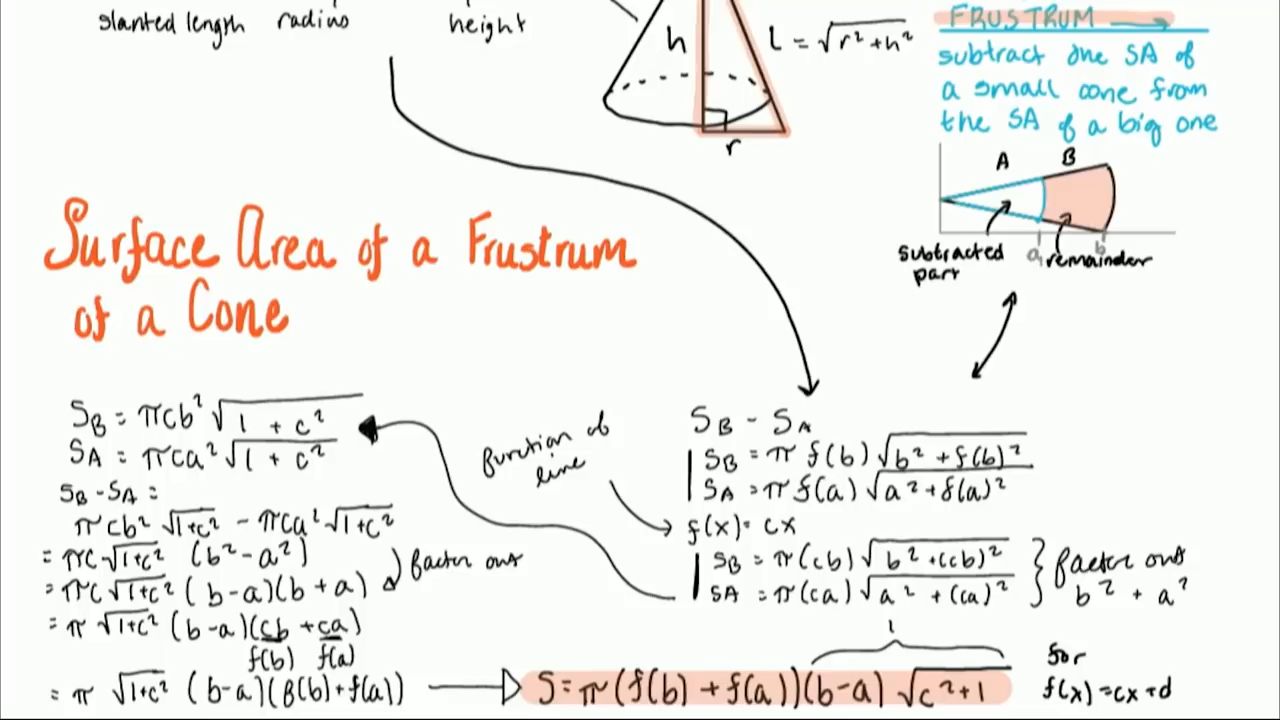 slanted length radius height
h
l = √r² + h²
r
FRUSTRUM
subtract the SA of
a small cone from
the SA of a big one
A B
subtracted part
a b
remainder
Surface Area of a Frustrum
of a Cone
S_B = πcb² √1 + c²
S_A = πca² √1 + c²
S_B - S_A =
πcb² √1+c² - πca² √1+c²
= πc √1+c² (b² - a²)
= πc √1+c² (b-a)(b+a)
factor out
= π √1+c² (b-a)(cb + ca)
f(b) f(a)
= π √1+c² (b-a)(f(b)+f(a))
function of
line
S_B - S_A
S_B = π f(b) √b² + f(b)²
S_A = π f(a) √a² + f(a)²
f(x) = cx
S_B = π(cb) √b² + (cb)²
S_A = π(ca) √a² + (ca)²
factor out
b² + a²
l
S = π(f(b) + f(a))(b-a) √c²+1
for
f(x) = cx+d